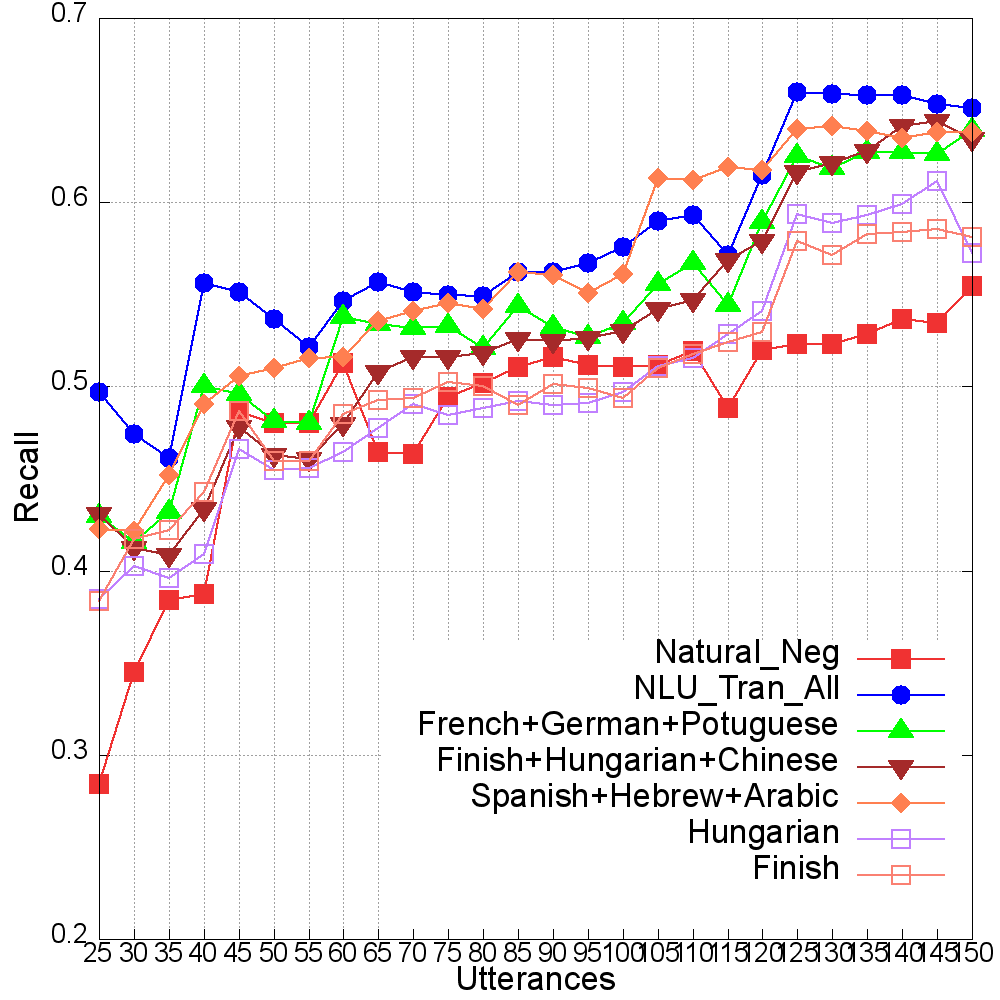 0.7
0.6
0.5
0.4
0.3
0.2
Recall
Natural_Neg
NLU_Tran_All
French+German+Potuguese
Finish+Hungarian+Chinese
Spanish+Hebrew+Arabic
Hungarian
Finish
25 30 35 40 45 50 55 60 65 70 75 80 85 90 95 100 105 110 115 120 125 130 135 140 145 150
Utterances